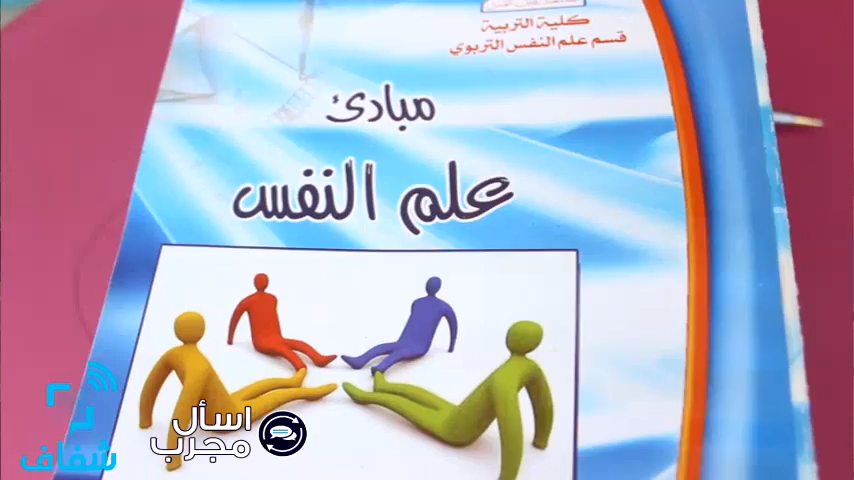 كلية التربية
قسم علم النفس التربوي
مبادئ
علم النفس
اسأل
مجرب
شفاف